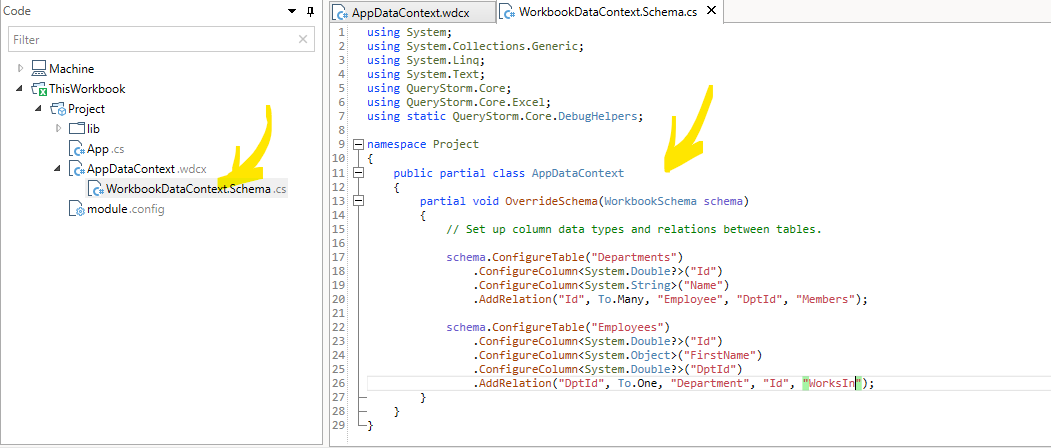 Code
Filter
Machine
ThisWorkbook
Project
lib
App.cs
AppDataContext.wdcx
WorkbookDataContext.Schema.cs
module.config
AppDataContext.wdcx
WorkbookDataContext.Schema.cs
1 using System;
2 using System.Collections.Generic;
3 using System.Linq;
4 using System.Text;
5 using QueryStorm.Core;
6 using QueryStorm.Core.Excel;
7 using static QueryStorm.Core.DebugHelpers;
8
9 namespace Project
10 {
11     public partial class AppDataContext
12     {
13         partial void OverrideSchema(WorkbookSchema schema)
14         {
15             // Set up column data types and relations between tables.
16
17             schema.ConfigureTable("Departments")
18                 .ConfigureColumn<System.Double?>("Id")
19                 .ConfigureColumn<System.String>("Name")
20                 .AddRelation("Id", To.Many, "Employee", "DptId", "Members");
21
22             schema.ConfigureTable("Employees")
23                 .ConfigureColumn<System.Double?>("Id")
24                 .ConfigureColumn<System.Object>("FirstName")
25                 .ConfigureColumn<System.Double?>("DptId")
26                 .AddRelation("DptId", To.One, "Department", "Id", "WorksIn");
27         }
28     }
29 }